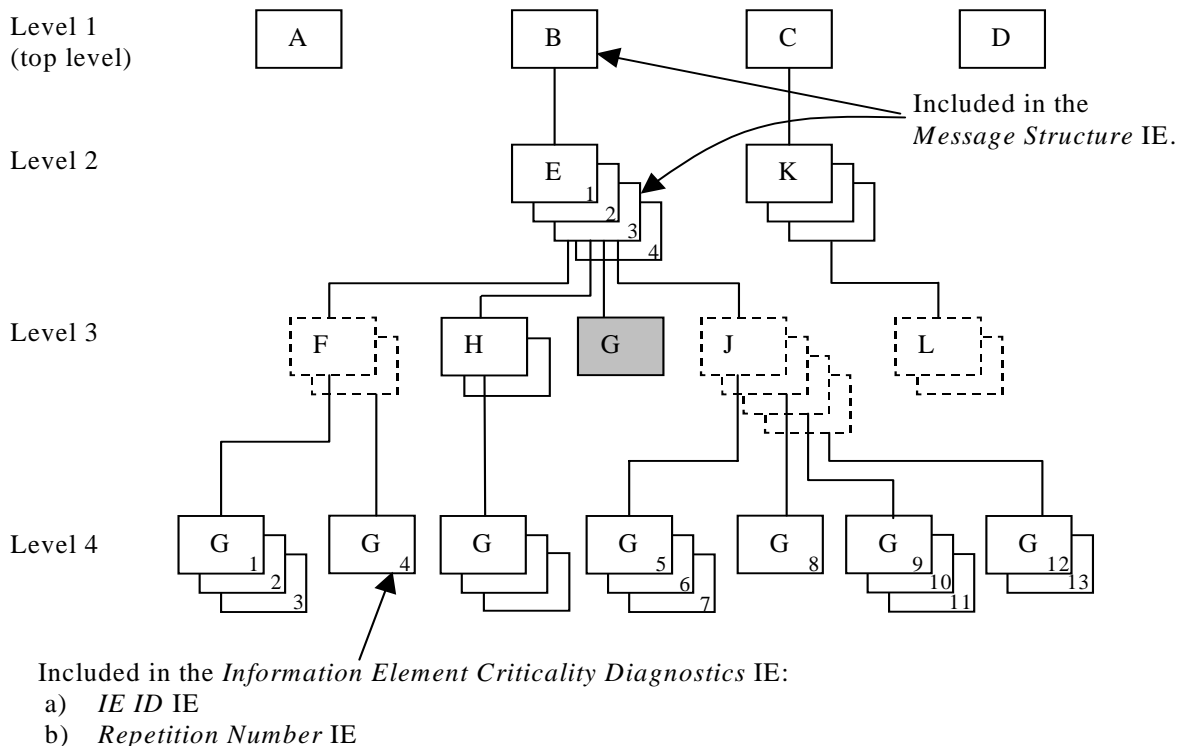 Level 1
(top level)
A
B
C
D
Included in the
Message Structure IE.
Level 2
E
1
2
3
4
K
Level 3
F
H
G
J
L
Level 4
G
1
2
3
G
4
G
G
5
6
7
G
8
G
9
10
11
G
12
13
Included in the Information Element Criticality Diagnostics IE:
a) IE ID IE
b) Repetition Number IE